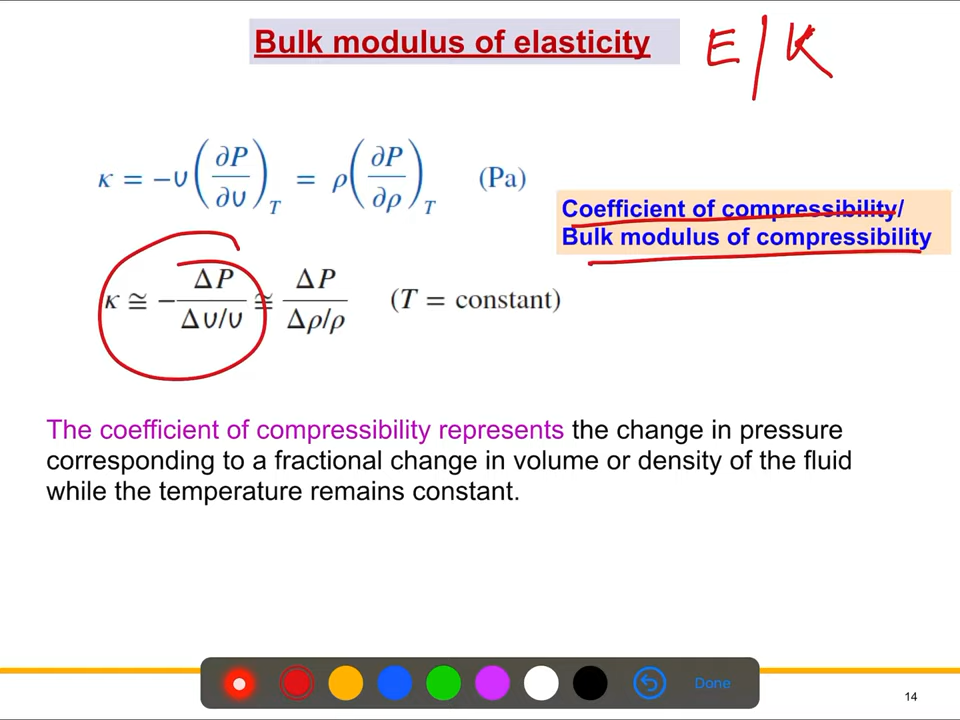 Bulk modulus of elasticity E/K
κ = −υ(∂P/∂υ)_T = ρ(∂P/∂ρ)_T (Pa)
Coefficient of compressibility/
Bulk modulus of compressibility
κ ≅ −ΔP/(Δυ/υ) ≅ ΔP/(Δρ/ρ) (T = constant)
The coefficient of compressibility represents the change in pressure
corresponding to a fractional change in volume or density of the fluid
while the temperature remains constant.
Done
14